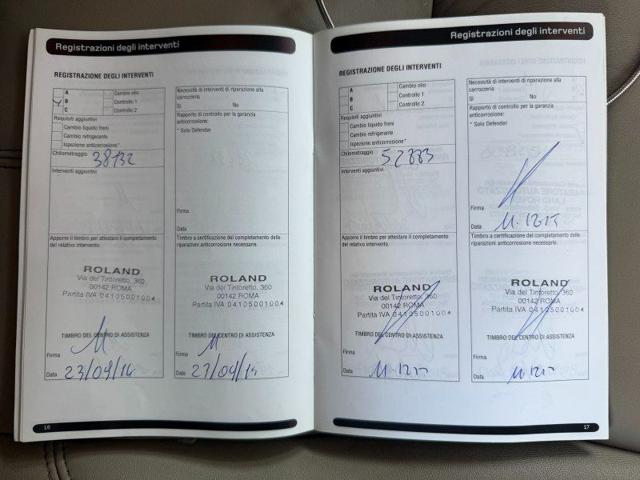 Registrazioni degli interventi
REGISTRAZIONE DEGLI INTERVENTI
A
B
C
Cambio olio
Controllo 1
Controllo 2
Requisiti aggiuntivi
Cambio liquido freni
Cambio refrigerante
Ispezione anticorrosione*
Chilometraggio 38132
Interventi aggiuntivi
Necessità di interventi di riparazione alla
carrozzeria
Sì No
Rapporto di controllo per la garanzia
anticorrosione:
* Solo Defender
Firma
Data
Apporre il timbro per attestare il completamento
del relativo intervento.
ROLAND
Via del Tintoretto, 360
00142 ROMA
Partita IVA 04105001004
TIMBRO DEL CENTRO DI ASSISTENZA
Firma
Data 23/09/14
Timbro a certificazione del completamento delle
riparazioni anticorrosione necessarie.
ROLAND
Via del Tintoretto, 360
00142 ROMA
Partita IVA 04105001004
TIMBRO DEL CENTRO DI ASSISTENZA
Firma
Data
16
Registrazioni degli interventi
REGISTRAZIONE DEGLI INTERVENTI
A
B
C
Cambio olio
Controllo 1
Controllo 2
Requisiti aggiuntivi
Cambio liquido freni
Cambio refrigerante
Ispezione anticorrosione*
Chilometraggio
Interventi aggiuntivi
Necessità di interventi di riparazione alla
carrozzeria
Sì No
Rapporto di controllo per la garanzia
anticorrosione:
* Solo Defender
Firma
Data 11.12.15
Apporre il timbro per attestare il completamento
del relativo intervento.
ROLAND
Via del Tintoretto, 360
00142 ROMA
Partita IVA 04105001004
TIMBRO DEL CENTRO DI ASSISTENZA
Firma
Data 11.12.15
Timbro a certificazione del completamento delle
riparazioni anticorrosione necessarie.
ROLAND
Via del Tintoretto, 360
00142 ROMA
Partita IVA 04105001004
TIMBRO DEL CENTRO DI ASSISTENZA
Firma
Data 11.12.15
17